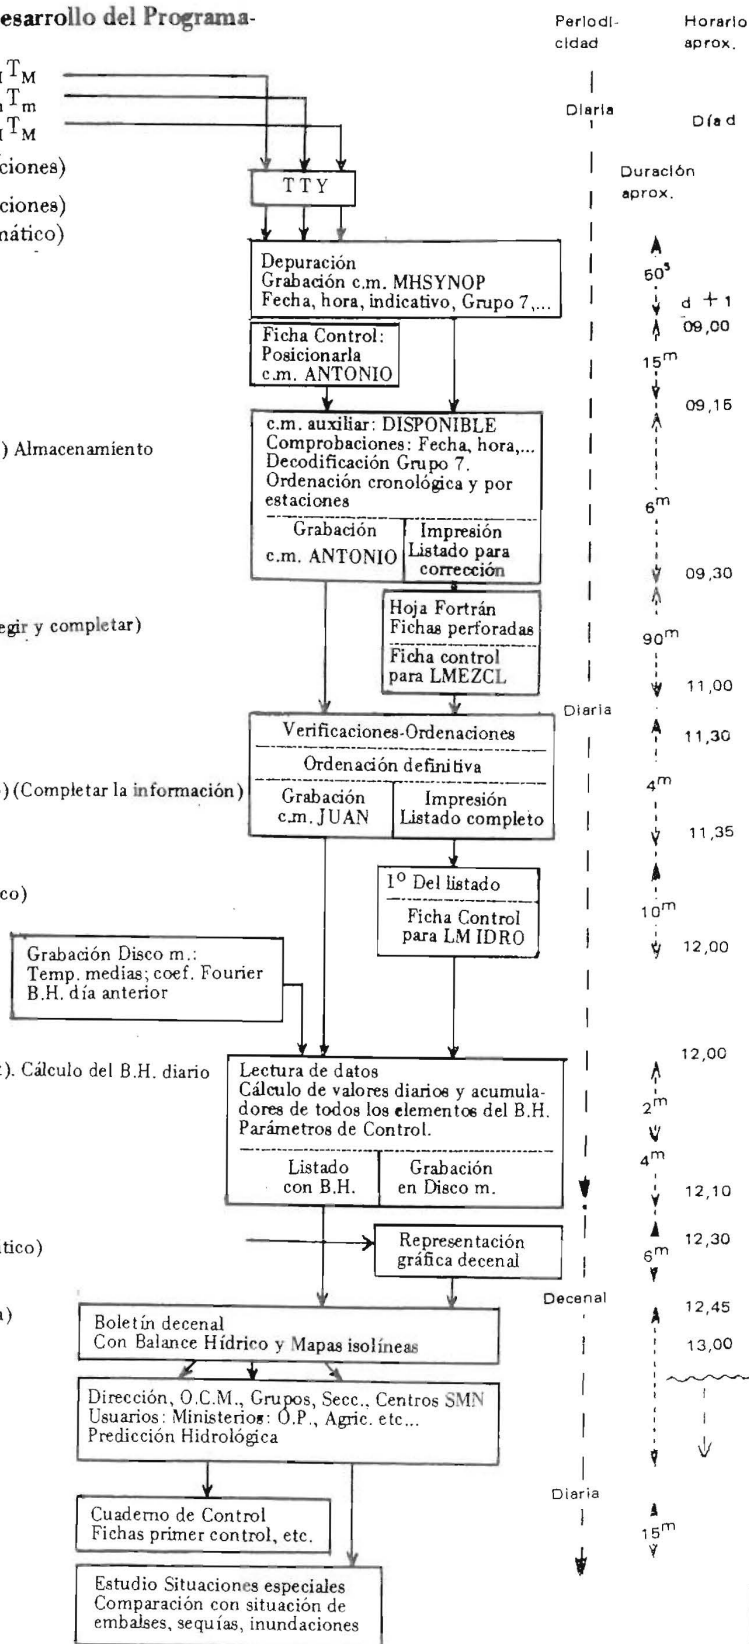 esarrollo del Programa-
Periodi-
cidad
Horario
aprox.
T_M
T_m
T_M
Diaria
Día d
ciones)
ciones)
mático)
TTY
Duración
aprox.
Depuración
Grabación c.m. MHSYNOP
Fecha, hora, indicativo, Grupo 7,...
50^s
d + 1
09,00
Ficha Control:
Posicionarla
c.m. ANTONIO
15^m
09,15
) Almacenamiento
c.m. auxiliar: DISPONIBLE
Comprobaciones: Fecha, hora,...
Decodificación Grupo 7.
Ordenación cronológica y por
estaciones
Grabación
c.m. ANTONIO
Impresión
Listado para
corrección
6^m
09,30
egir y completar)
Hoja Fortrán
Fichas perforadas
Ficha control
para LMEZCL
90^m
11,00
Diaria
Verificaciones-Ordenaciones
Ordenación definitiva
11,30
) (Completar la información)
Grabación
c.m. JUAN
Impresión
Listado completo
4^m
11,35
co)
1º Del listado
Ficha Control
para LM IDRO
10^m
12,00
Grabación Disco m.:
Temp. medias; coef. Fourier
B.H. día anterior
12,00
). Cálculo del B.H. diario
Lectura de datos
Cálculo de valores diarios y acumula-
dores de todos los elementos del B.H.
Parámetros de Control.
2^m
Listado
con B.H.
Grabación
en Disco m.
4^m
12,10
tico)
Representación
gráfica decenal
12,30
6^m
Decenal
)
Boletín decenal
Con Balance Hídrico y Mapas isolíneas
12,45
13,00
Dirección, O.C.M., Grupos, Secc., Centros SMN
Usuarios: Ministerios: O.P., Agric. etc...
Predicción Hidrológica
Diaria
Cuaderno de Control
Fichas primer control, etc.
15^m
Estudio Situaciones especiales
Comparación con situación de
embalses, sequías, inundaciones